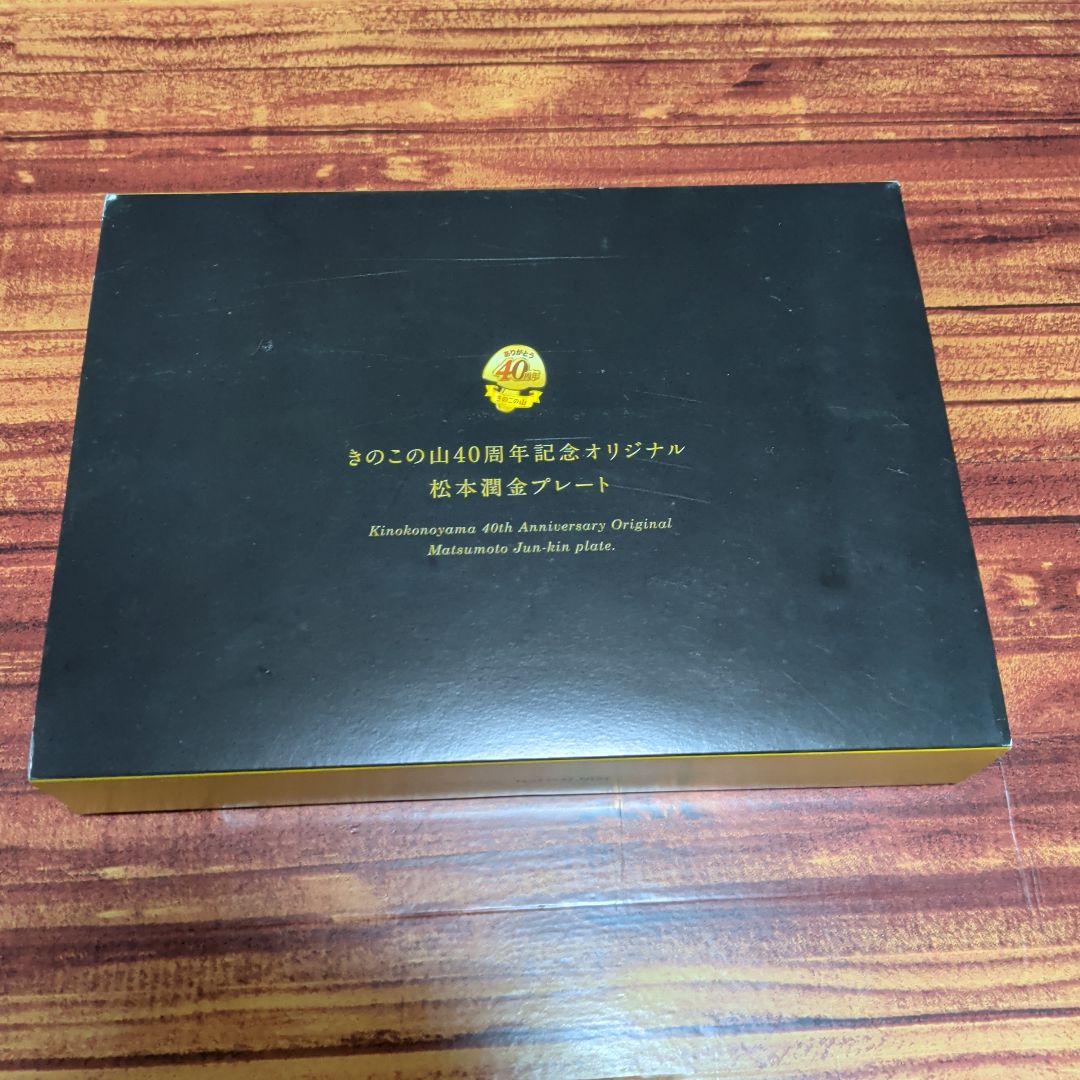 ありがとう
40周年
きのこの山
きのこの山40周年記念オリジナル
松本潤金プレート
Kinokonoyama 40th Anniversary Original
Matsumoto Jun-kin plate.